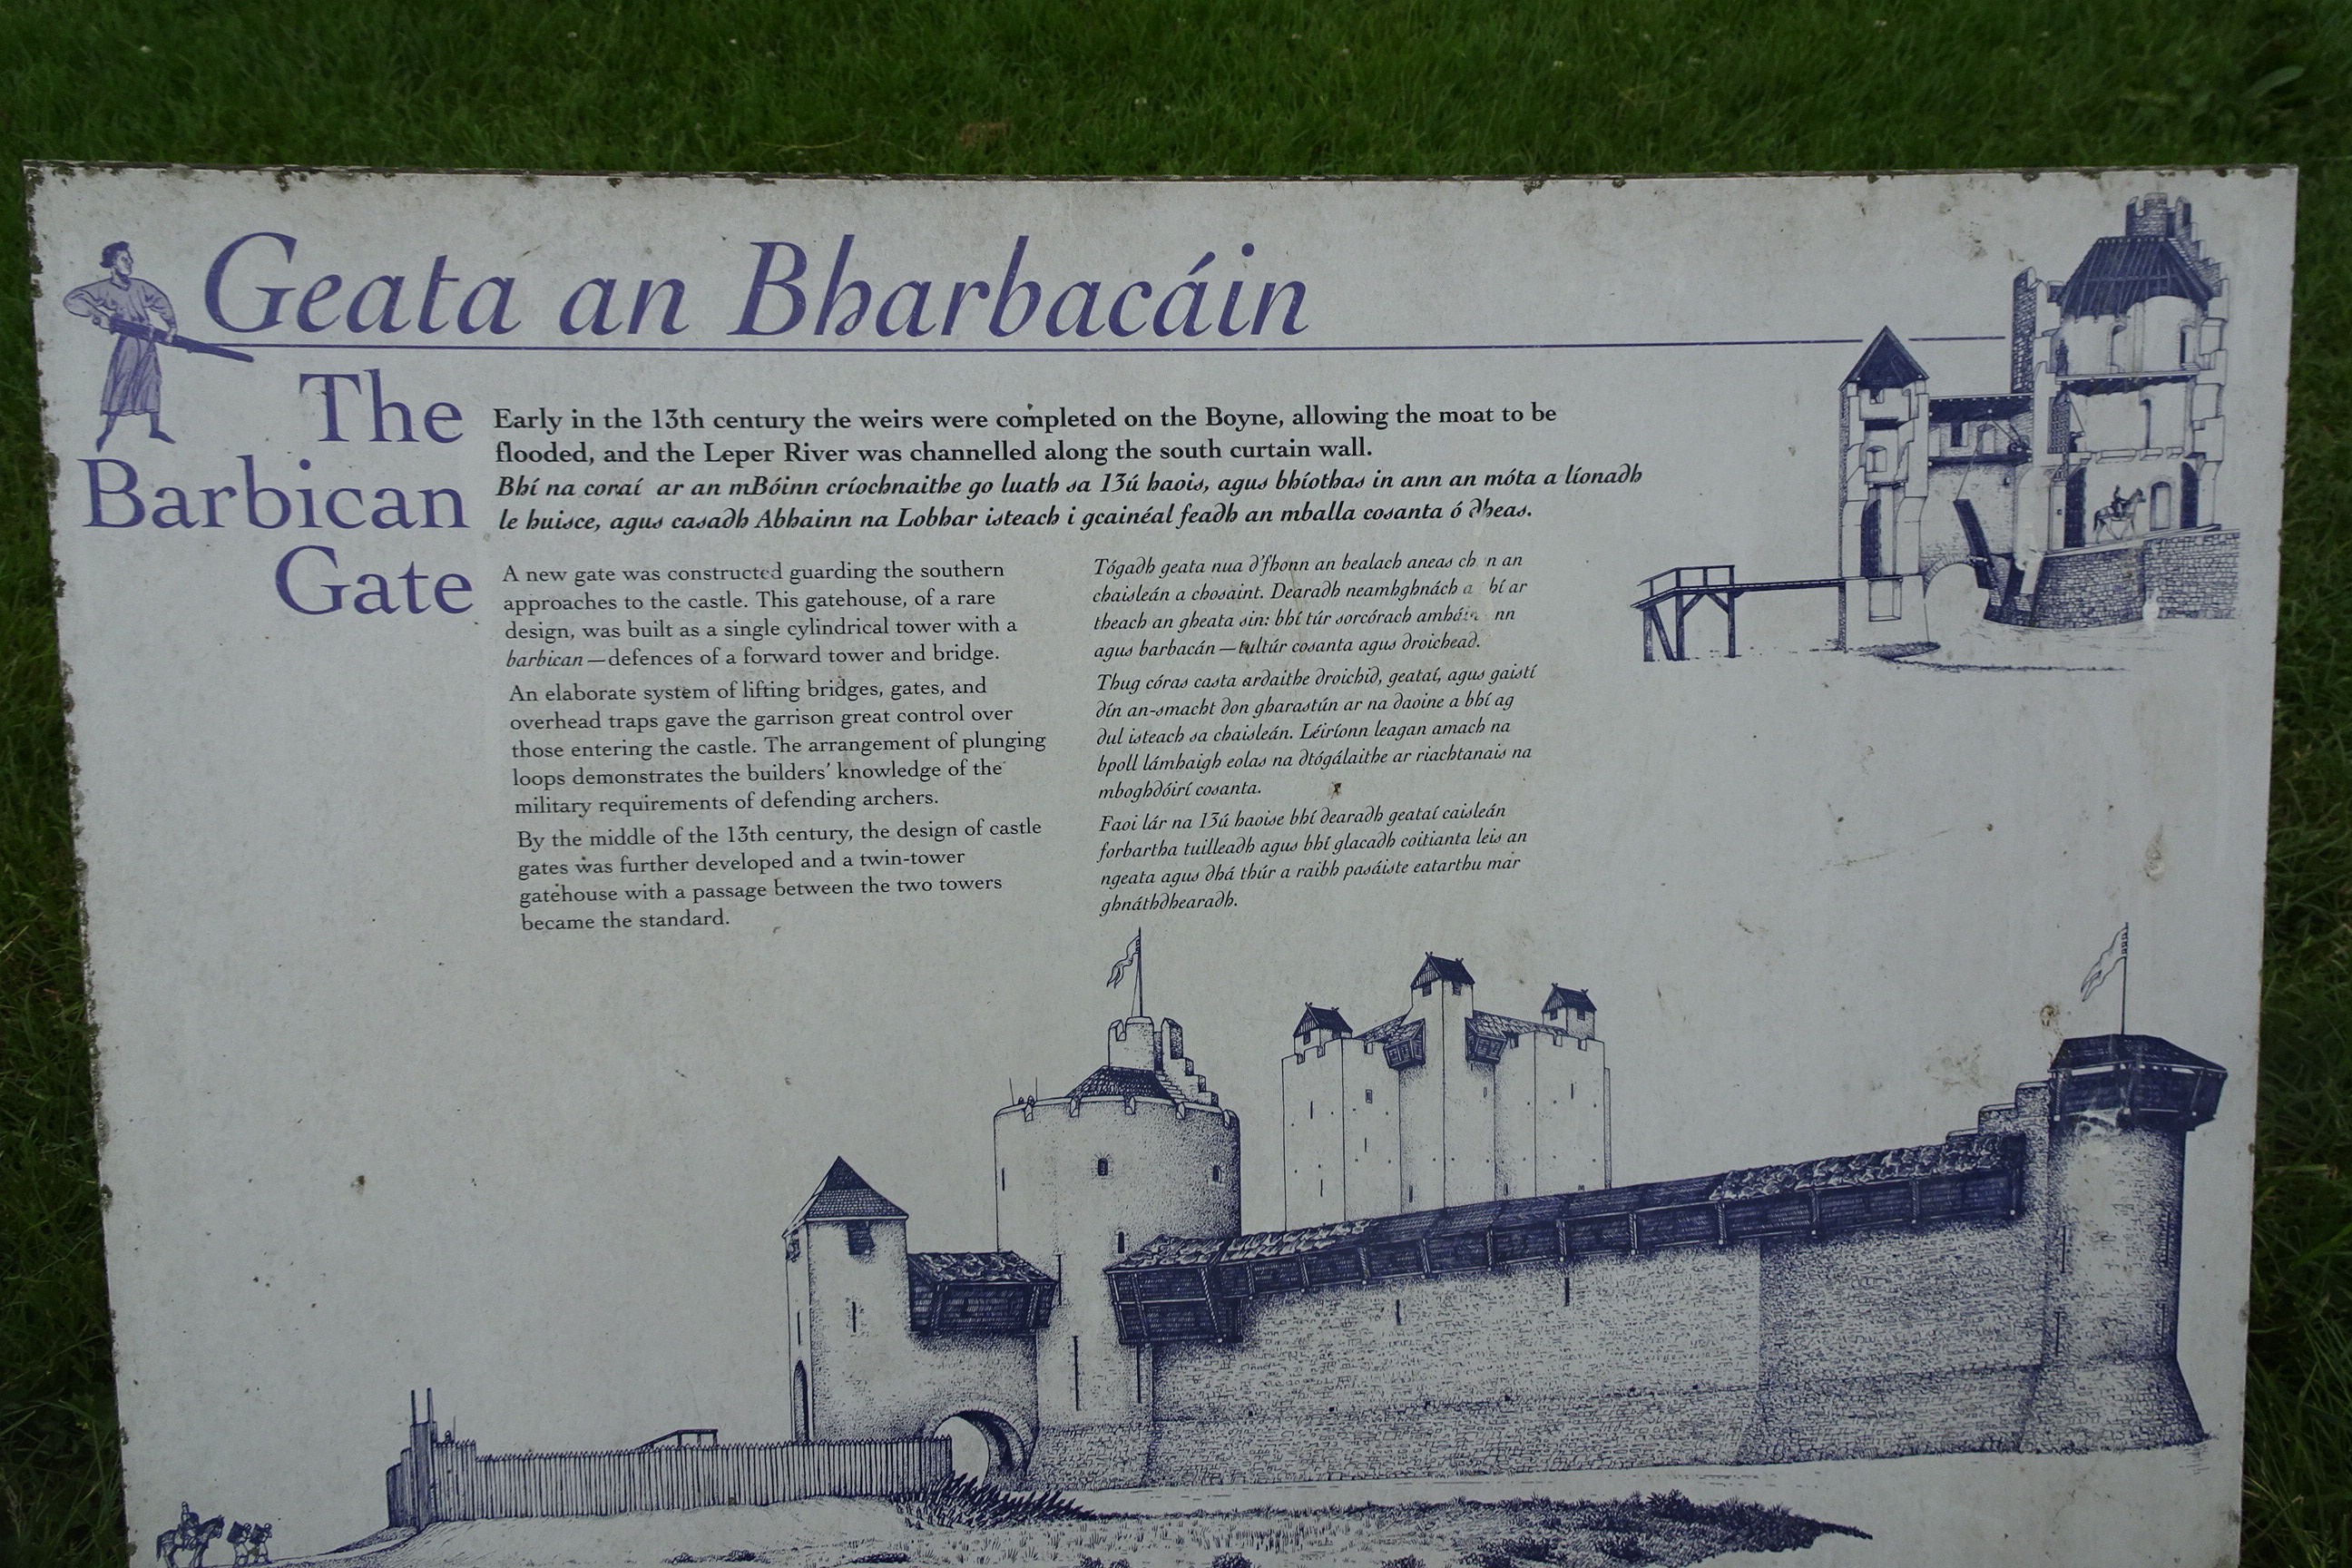 Geata an Bharbacáin
The
Barbican
Gate
Early in the 13th century the weirs were completed on the Boyne, allowing the moat to be
flooded, and the Leper River was channelled along the south curtain wall.
Bhí na coraí ar an mBóinn críochnaithe go luath sa 13ú haois, agus bhíothas in ann an móta a líonadh
le huisce, agus casadh Abhainn na Lobhar isteach i gcainéal feadh an mballa cosanta ó dheas.
A new gate was constructed guarding the southern
approaches to the castle. This gatehouse, of a rare
design, was built as a single cylindrical tower with a
barbican—defences of a forward tower and bridge.
An elaborate system of lifting bridges, gates, and
overhead traps gave the garrison great control over
those entering the castle. The arrangement of plunging
loops demonstrates the builders' knowledge of the
military requirements of defending archers.
By the middle of the 13th century, the design of castle
gates was further developed and a twin-tower
gatehouse with a passage between the two towers
became the standard.
Tógadh geata nua d'fhonn an bealach aneas an
chaisleán a chosaint. Dearadh neamhghnách a bhí ar
theach an gheata sin: bhí túr sorcórach amháin
agus barbacán—tultúr cosanta agus droichead.
Thug córas casta ardaithe droichid, geataí, agus gaistí
dín an-smacht don gharastún ar na daoine a bhí ag
dul isteach sa chaisleán. Léiríonn leagan amach na
bpoll lámhaigh eolas na dtógálaithe ar riachtanais na
mboghdóirí cosanta.
Faoi lár na 13ú haoise bhí dearadh geataí caisleán
forbartha tuilleadh agus bhí glacadh coitianta leis an
ngeata agus dhá thúr a raibh pasáiste eatarthu mar
ghnáthdhearadh.